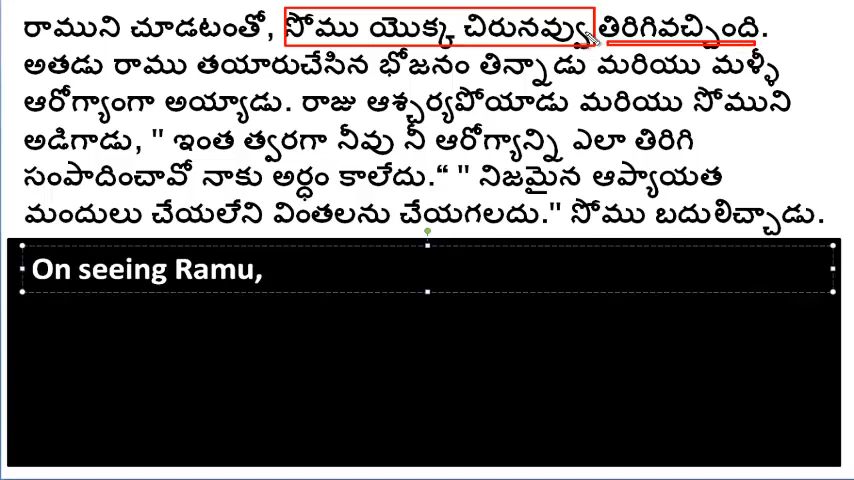 రాముని చూడటంతో, సోము యొక్క చిరునవ్వు తిరిగివచ్చింది.
అతడు రాము తయారుచేసిన భోజనం తిన్నాడు మరియు మళ్ళీ
ఆరోగ్యాంగా అయ్యాడు. రాజు ఆశ్చర్యపోయాడు మరియు సోముని
అడిగాడు, " ఇంత త్వరగా నీవు నీ ఆరోగ్యాన్ని ఎలా తిరిగి
సంపాదించావో నాకు అర్ధం కాలేదు.“ " నిజమైన ఆప్యాయత
మందులు చేయలేని వింతలను చేయగలదు." సోము బదులిచ్చాడు.
On seeing Ramu,